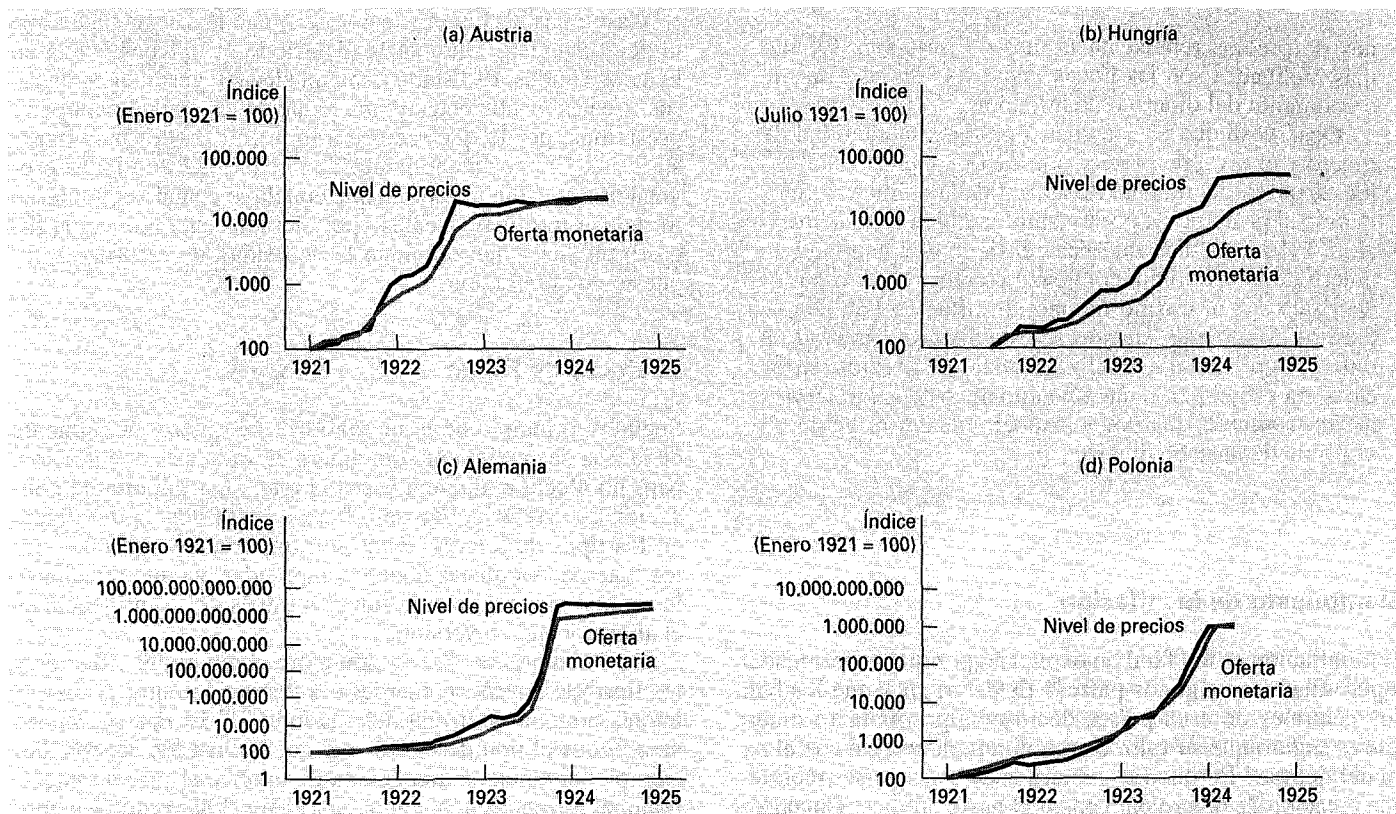 (a) Austria
Índice
(Enero 1921 = 100)
100.000
10.000
1.000
100
Nivel de precios
Oferta monetaria
1921 1922 1923 1924 1925
(b) Hungría
Índice
(Julio 1921 = 100)
100.000
10.000
1.000
100
Nivel de precios
Oferta
monetaria
1921 1922 1923 1924 1925
(c) Alemania
Índice
(Enero 1921 = 100)
100.000.000.000.000
1.000.000.000.000
10.000.000.000
100.000.000
1.000.000
10.000
100
1
Nivel de precios
Oferta
monetaria
1921 1922 1923 1924 1925
(d) Polonia
Índice
(Enero 1921 = 100)
10.000.000.000
1.000.000
100.000
1.000
100
Nivel de precios
Oferta
monetaria
1921 1922 1923 1924 1925